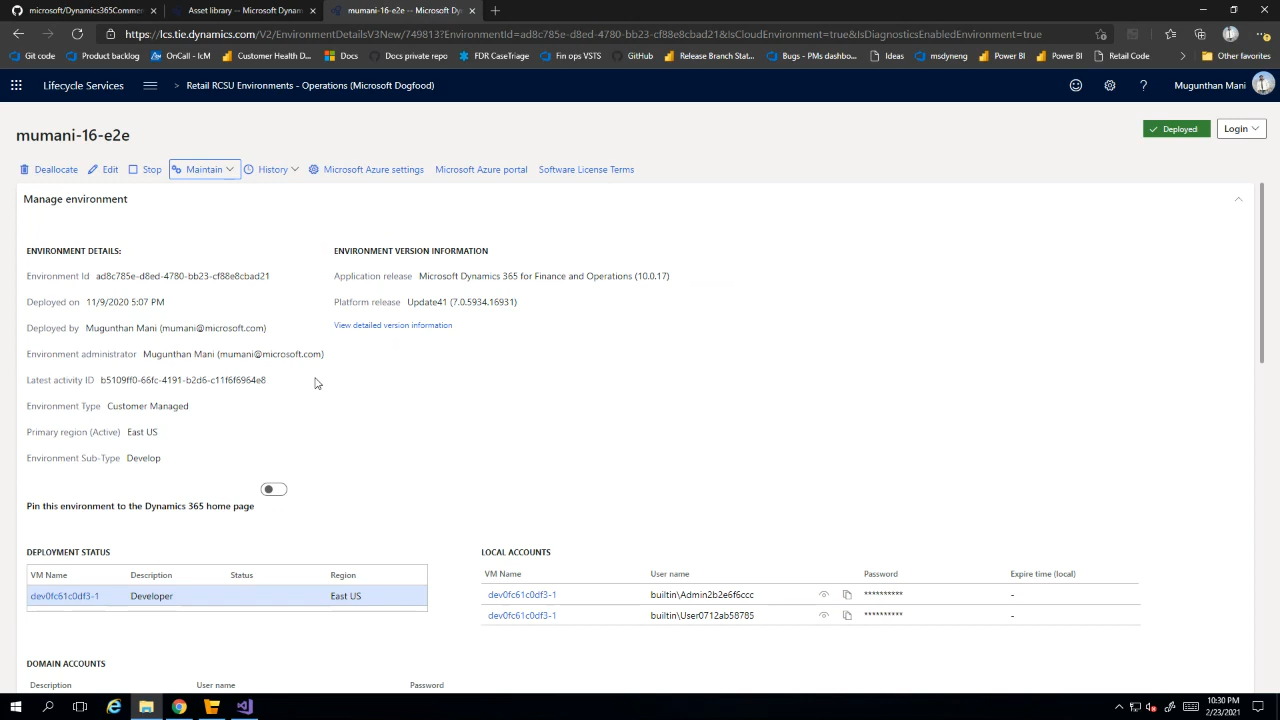 microsoft/Dynamics365Commerc
Asset library -- Microsoft Dynam
mumani-16-e2e -- Microsoft Dy
https://lcs.tie.dynamics.com/V2/EnvironmentDetailsV3New/749813?EnvironmentId=ad8c785e-d8ed-4780-bb23-cf88e8cbad21&IsCloudEnvironment=true&IsDiagnosticsEnabledEnvironment=true
Git code
Product backlog
OnCall - IcM
Customer Health D...
Docs
Docs private repo
FDR CaseTriage
Fin ops VSTS
GitHub
Release Branch Stat...
Bugs - PMs dashbo...
Ideas
msdyneng
Power BI
Power BI
Retail Code
Other favorites
Lifecycle Services
> Retail RCSU Environments - Operations (Microsoft Dogfood)
?
Mugunthan Mani
mumani-16-e2e
Deployed
Login
Deallocate
Edit
Stop
Maintain
History
Microsoft Azure settings
Microsoft Azure portal
Software License Terms
Manage environment
ENVIRONMENT DETAILS:
Environment Id ad8c785e-d8ed-4780-bb23-cf88e8cbad21
Deployed on 11/9/2020 5:07 PM
Deployed by Mugunthan Mani (mumani@microsoft.com)
Environment administrator Mugunthan Mani (mumani@microsoft.com)
Latest activity ID b5109ff0-66fc-4191-b2d6-c11f6f6964e8
Environment Type Customer Managed
Primary region (Active) East US
Environment Sub-Type Develop
Pin this environment to the Dynamics 365 home page
ENVIRONMENT VERSION INFORMATION
Application release Microsoft Dynamics 365 for Finance and Operations (10.0.17)
Platform release Update41 (7.0.5934.16931)
View detailed version information
DEPLOYMENT STATUS
VM Name Description Status Region
dev0fc61c0df3-1 Developer East US
LOCAL ACCOUNTS
VM Name User name Password Expire time (local)
dev0fc61c0df3-1 builtin\Admin2b2e6f6ccc ********** -
dev0fc61c0df3-1 builtin\User0712ab58785 ********** -
DOMAIN ACCOUNTS
Description User name Password
10:30 PM
2/23/2021